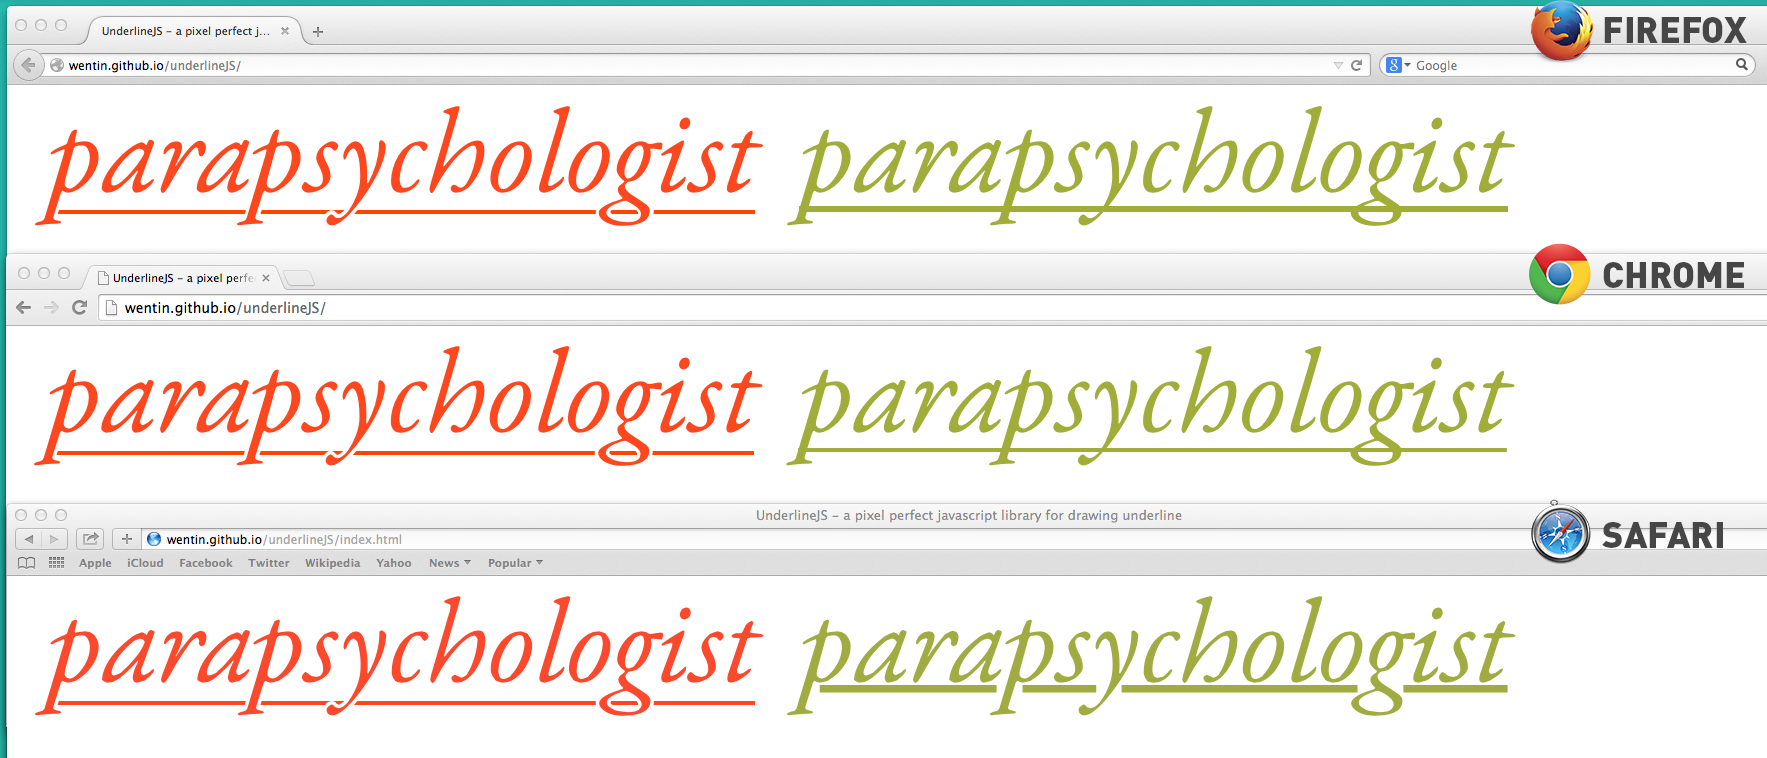 UnderlineJS – a pixel perfect j...
FIREFOX
wentin.github.io/underlineJS/
Google
parapsychologist parapsychologist
UnderlineJS – a pixel perfe
CHROME
wentin.github.io/underlineJS/
parapsychologist parapsychologist
UnderlineJS – a pixel perfect javascript library for drawing underline
SAFARI
wentin.github.io/underlineJS/index.html
Apple iCloud Facebook Twitter Wikipedia Yahoo News Popular
parapsychologist parapsychologist